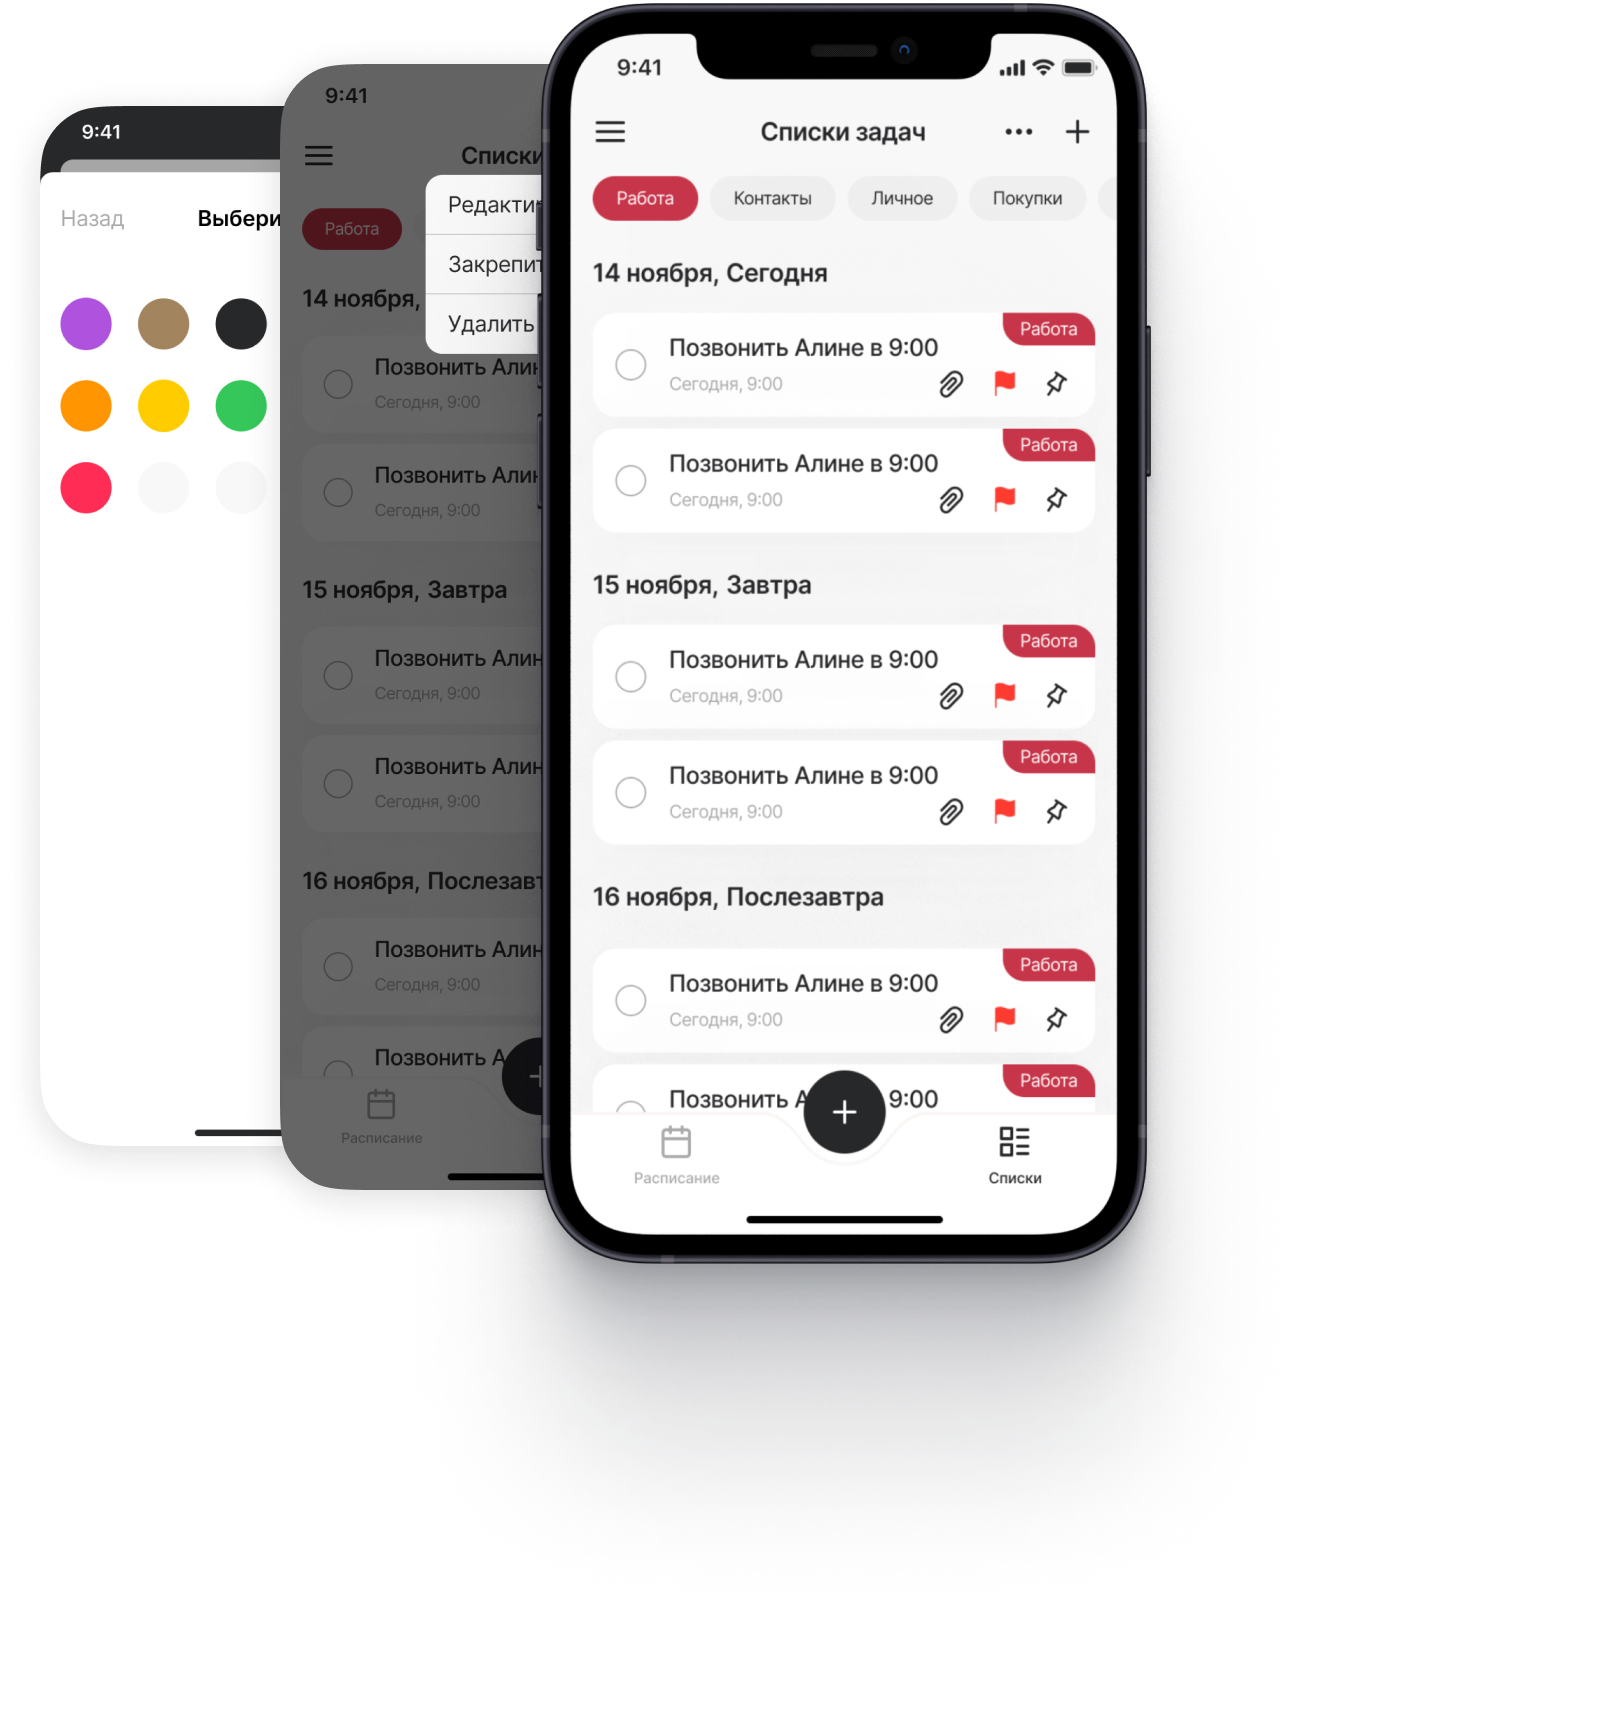 9:41
Назад
Выбери
9:41
Списки
Работа
Редакти
Закрепит
Удалить
14 ноября,
Позвонить Алин
Сегодня, 9:00
Позвонить Алин
Сегодня, 9:00
15 ноября, Завтра
Позвонить Алин
Сегодня, 9:00
Позвонить Алин
Сегодня, 9:00
16 ноября, Послезавт
Позвонить Алин
Сегодня, 9:00
Позвонить А
Расписание
9:41
Списки задач
Работа
Контакты
Личное
Покупки
14 ноября, Сегодня
Работа
Позвонить Алине в 9:00
Сегодня, 9:00
Работа
Позвонить Алине в 9:00
Сегодня, 9:00
15 ноября, Завтра
Работа
Позвонить Алине в 9:00
Сегодня, 9:00
Работа
Позвонить Алине в 9:00
Сегодня, 9:00
16 ноября, Послезавтра
Работа
Позвонить Алине в 9:00
Сегодня, 9:00
Работа
Позвонить А 9:00
Расписание
Списки